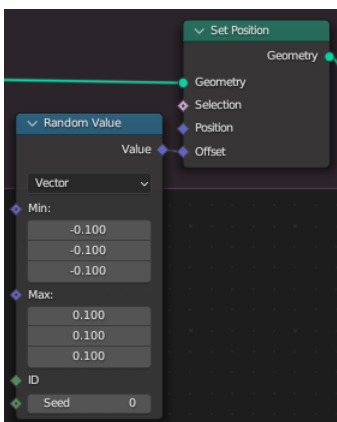 Set Position
Geometry
Geometry
Selection
Position
Offset
Random Value
Value
Vector
Min:
-0.100
-0.100
-0.100
Max:
0.100
0.100
0.100
ID
Seed 0